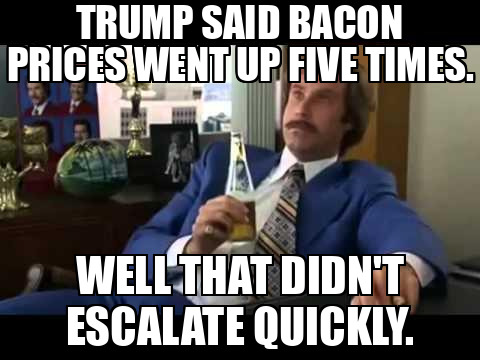 TRUMP SAID BACON
PRICES WENT UP FIVE TIMES.
WELL THAT DIDN'T
ESCALATE QUICKLY.